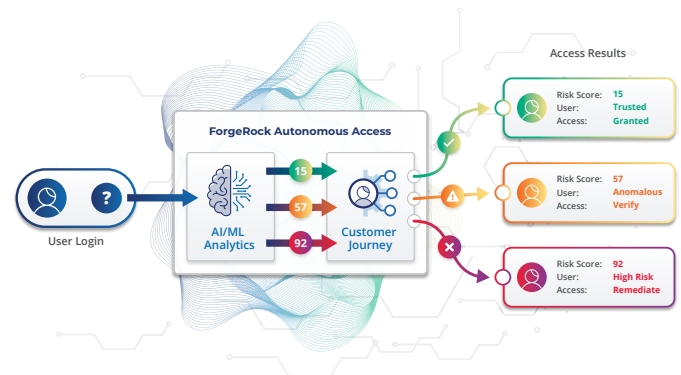 Access Results
ForgeRock Autonomous Access
Risk Score: 15
User: Trusted
Access: Granted
15
57
92
?
AI/ML
Analytics
Customer
Journey
User Login
Risk Score: 57
User: Anomalous
Access: Verify
Risk Score: 92
User: High Risk
Access: Remediate